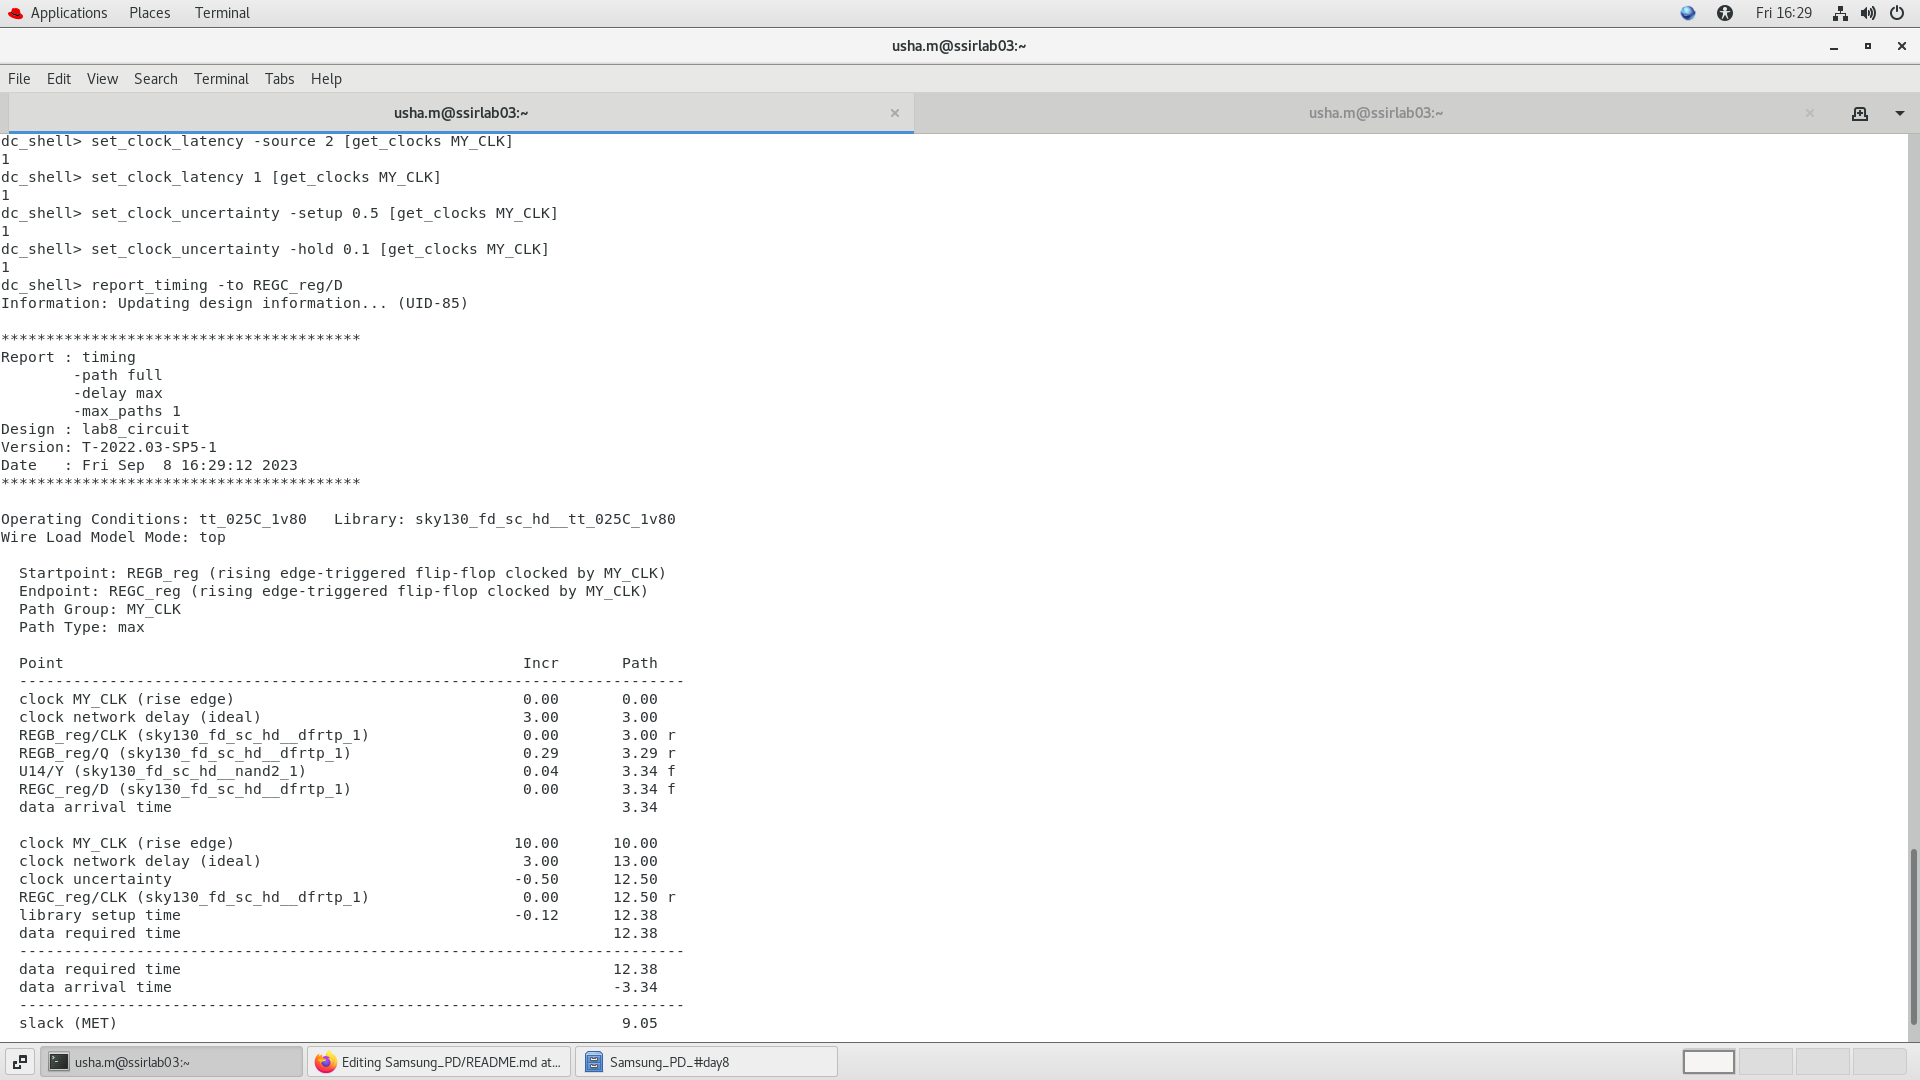 Applications Places Terminal Fri 16:29
usha.m@ssirlab03:~
File Edit View Search Terminal Tabs Help
usha.m@ssirlab03:~ × usha.m@ssirlab03:~ ×
dc_shell> set_clock_latency -source 2 [get_clocks MY_CLK]
1
dc_shell> set_clock_latency 1 [get_clocks MY_CLK]
1
dc_shell> set_clock_uncertainty -setup 0.5 [get_clocks MY_CLK]
1
dc_shell> set_clock_uncertainty -hold 0.1 [get_clocks MY_CLK]
1
dc_shell> report_timing -to REGC_reg/D
Information: Updating design information... (UID-85)
****************************************
Report : timing
        -path full
        -delay max
        -max_paths 1
Design : lab8_circuit
Version: T-2022.03-SP5-1
Date   : Fri Sep  8 16:29:12 2023
****************************************
Operating Conditions: tt_025C_1v80   Library: sky130_fd_sc_hd__tt_025C_1v80
Wire Load Model Mode: top
  Startpoint: REGB_reg (rising edge-triggered flip-flop clocked by MY_CLK)
  Endpoint: REGC_reg (rising edge-triggered flip-flop clocked by MY_CLK)
  Path Group: MY_CLK
  Path Type: max
  Point                                                   Incr       Path
  --------------------------------------------------------------------------
  clock MY_CLK (rise edge)                                0.00       0.00
  clock network delay (ideal)                             3.00       3.00
  REGB_reg/CLK (sky130_fd_sc_hd__dfrtp_1)                 0.00       3.00 r
  REGB_reg/Q (sky130_fd_sc_hd__dfrtp_1)                   0.29       3.29 r
  U14/Y (sky130_fd_sc_hd__nand2_1)                        0.04       3.34 f
  REGC_reg/D (sky130_fd_sc_hd__dfrtp_1)                   0.00       3.34 f
  data arrival time                                                  3.34
  clock MY_CLK (rise edge)                               10.00      10.00
  clock network delay (ideal)                             3.00      13.00
  clock uncertainty                                      -0.50      12.50
  REGC_reg/CLK (sky130_fd_sc_hd__dfrtp_1)                 0.00      12.50 r
  library setup time                                     -0.12      12.38
  data required time                                                12.38
  --------------------------------------------------------------------------
  data required time                                                12.38
  data arrival time                                                 -3.34
  --------------------------------------------------------------------------
  slack (MET)                                                        9.05
usha.m@ssirlab03:~ Editing Samsung_PD/README.md at... Samsung_PD_#day8